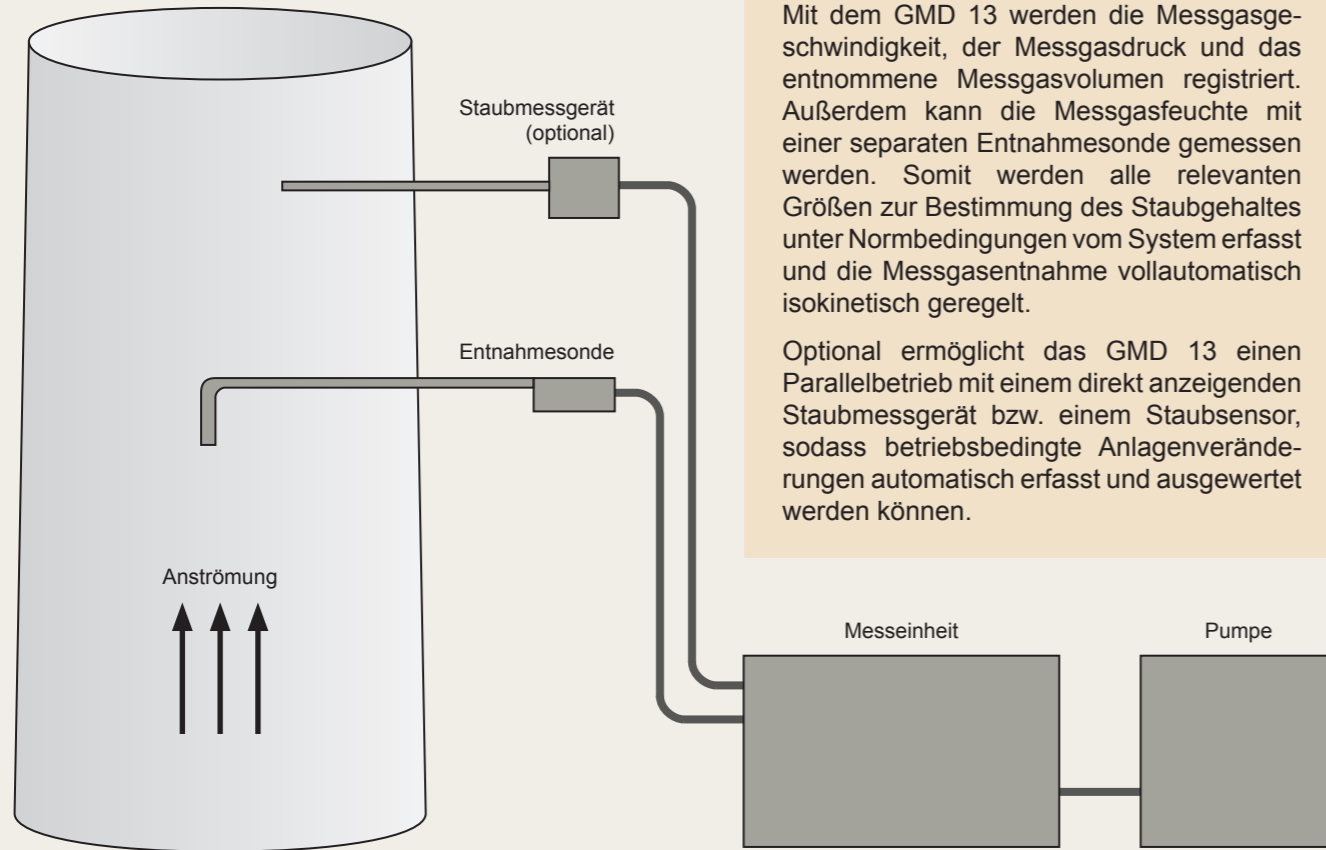 Mit dem GMD 13 werden die Messgasge-
schwindigkeit, der Messgasdruck und das
entnommene Messgasvolumen registriert.
Außerdem kann die Messgasfeuchte mit
einer separaten Entnahmesonde gemessen
werden. Somit werden alle relevanten
Größen zur Bestimmung des Staubgehaltes
unter Normbedingungen vom System erfasst
und die Messgasentnahme vollautomatisch
isokinetisch geregelt.
Optional ermöglicht das GMD 13 einen
Parallelbetrieb mit einem direkt anzeigenden
Staubmessgerät bzw. einem Staubsensor,
sodass betriebsbedingte Anlagenverände-
rungen automatisch erfasst und ausgewertet
werden können.
Staubmessgerät
(optional)
Entnahmesonde
Anströmung
Messeinheit
Pumpe